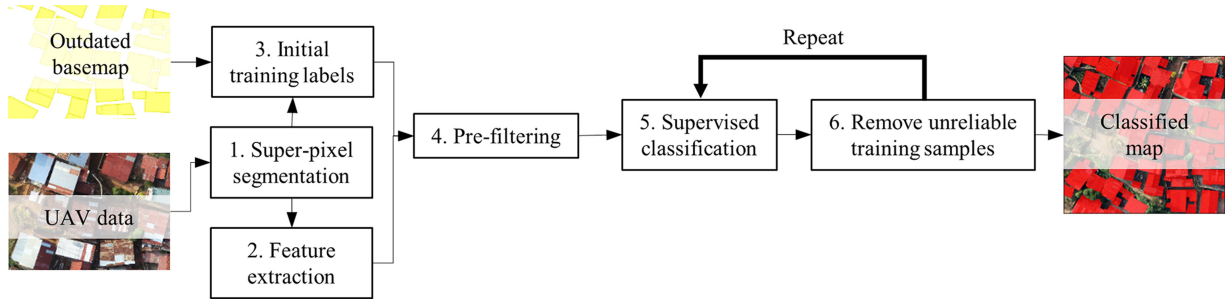 Outdated
basemap
UAV data
3. Initial
training labels
1. Super-pixel
segmentation
2. Feature
extraction
4. Pre-filtering
Repeat
5. Supervised
classification
6. Remove unreliable
training samples
Classified
map